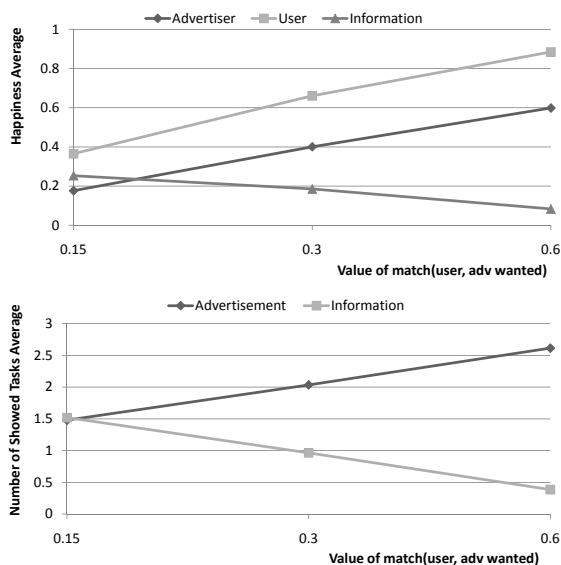 Advertiser User Information
Happiness Average
1
0.8
0.6
0.4
0.2
0
0.15 0.3 0.6
Value of match(user, adv wanted)
Advertisement Information
Number of Showed Tasks Average
3
2.5
2
1.5
1
0.5
0
0.15 0.3 0.6
Value of match(user, adv wanted)